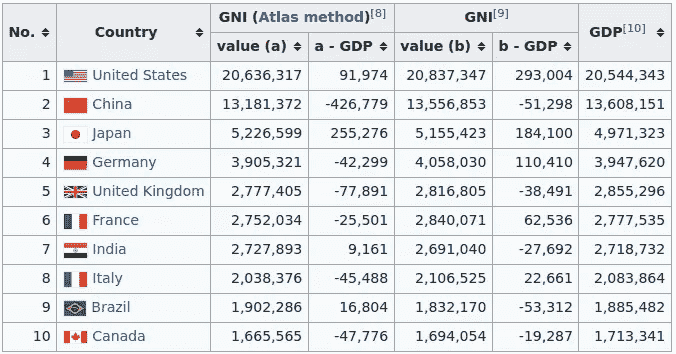 No. Country GNI (Atlas method)[8] GNI[9] GDP[10]
value (a) a - GDP value (b) b - GDP
1 United States 20,636,317 91,974 20,837,347 293,004 20,544,343
2 China 13,181,372 -426,779 13,556,853 -51,298 13,608,151
3 Japan 5,226,599 255,276 5,155,423 184,100 4,971,323
4 Germany 3,905,321 -42,299 4,058,030 110,410 3,947,620
5 United Kingdom 2,777,405 -77,891 2,816,805 -38,491 2,855,296
6 France 2,752,034 -25,501 2,840,071 62,536 2,777,535
7 India 2,727,893 9,161 2,691,040 -27,692 2,718,732
8 Italy 2,038,376 -45,488 2,106,525 22,661 2,083,864
9 Brazil 1,902,286 16,804 1,832,170 -53,312 1,885,482
10 Canada 1,665,565 -47,776 1,694,054 -19,287 1,713,341